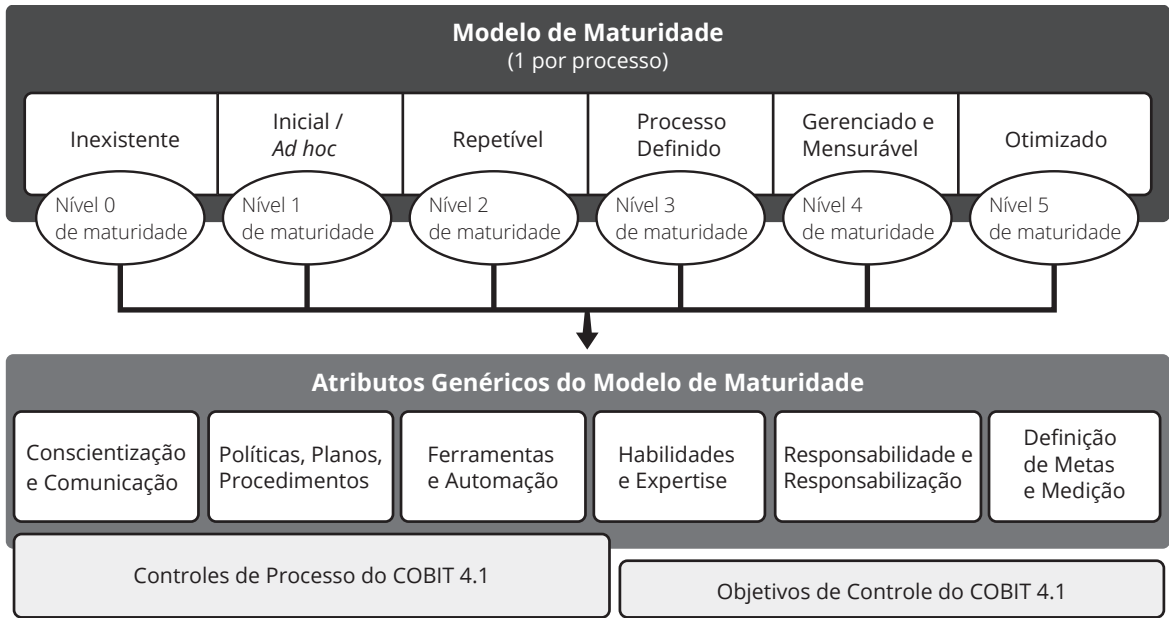 Modelo de Maturidade
(1 por processo)
Inexistente
Inicial /
Ad hoc
Repetível
Processo
Definido
Gerenciado e
Mensurável
Otimizado
Nível 0
de maturidade
Nível 1
de maturidade
Nível 2
de maturidade
Nível 3
de maturidade
Nível 4
de maturidade
Nível 5
de maturidade
Atributos Genéricos do Modelo de Maturidade
Conscientização
e Comunicação
Políticas, Planos,
Procedimentos
Ferramentas
e Automação
Habilidades
e Expertise
Responsabilidade e
Responsabilização
Definição
de Metas
e Medição
Controles de Processo do COBIT 4.1
Objetivos de Controle do COBIT 4.1